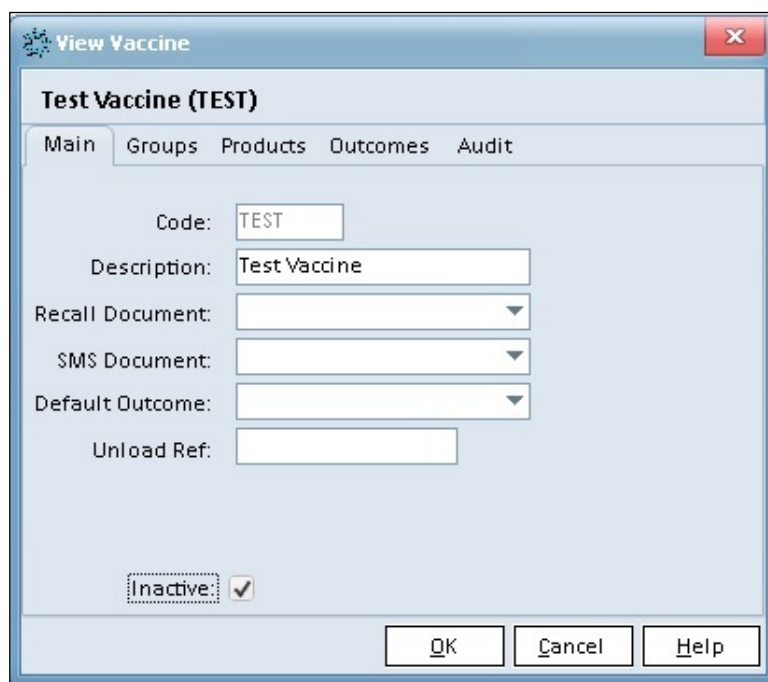 View Vaccine
Test Vaccine (TEST)
Main Groups Products Outcomes Audit
Code: TEST
Description: Test Vaccine
Recall Document:
SMS Document:
Default Outcome:
Unload Ref:
Inactive:
OK Cancel Help